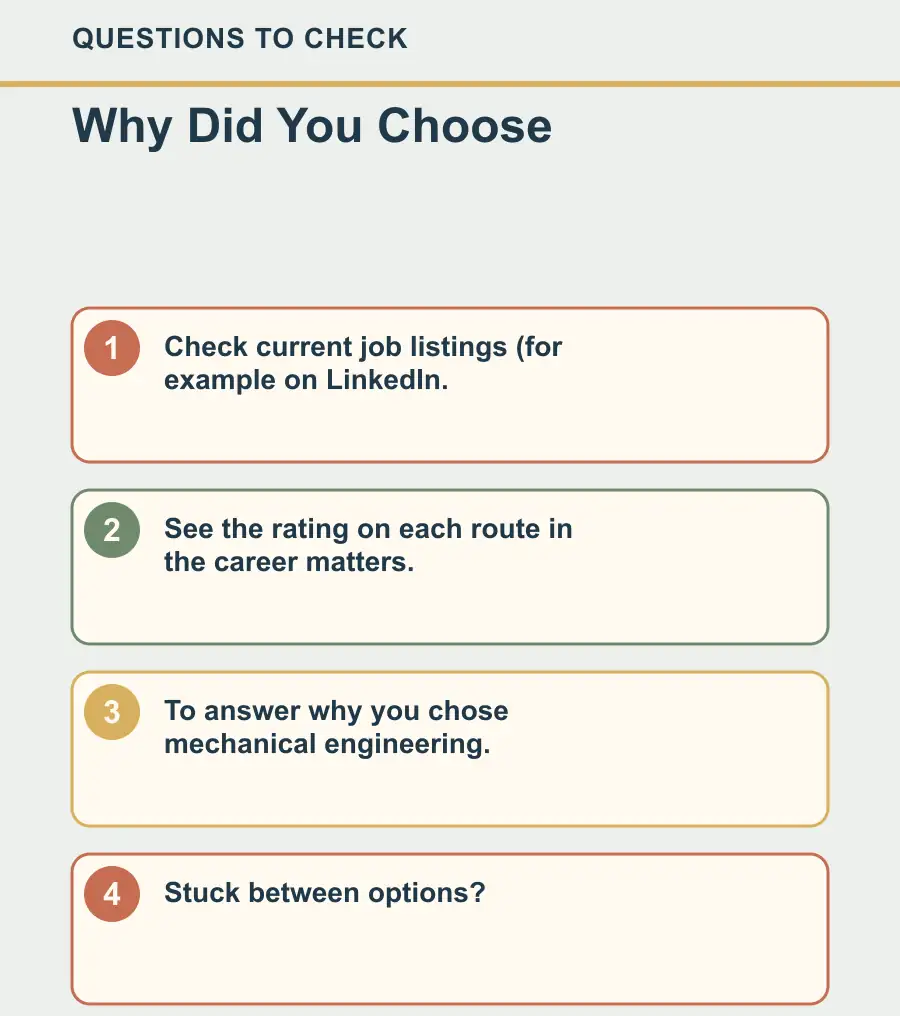 QUESTIONS TO CHECK
Why Did You Choose
1
Check current job listings (for
example on LinkedIn.
2
See the rating on each route in
the career matters.
3
To answer why you chose
mechanical engineering.
4
Stuck between options?